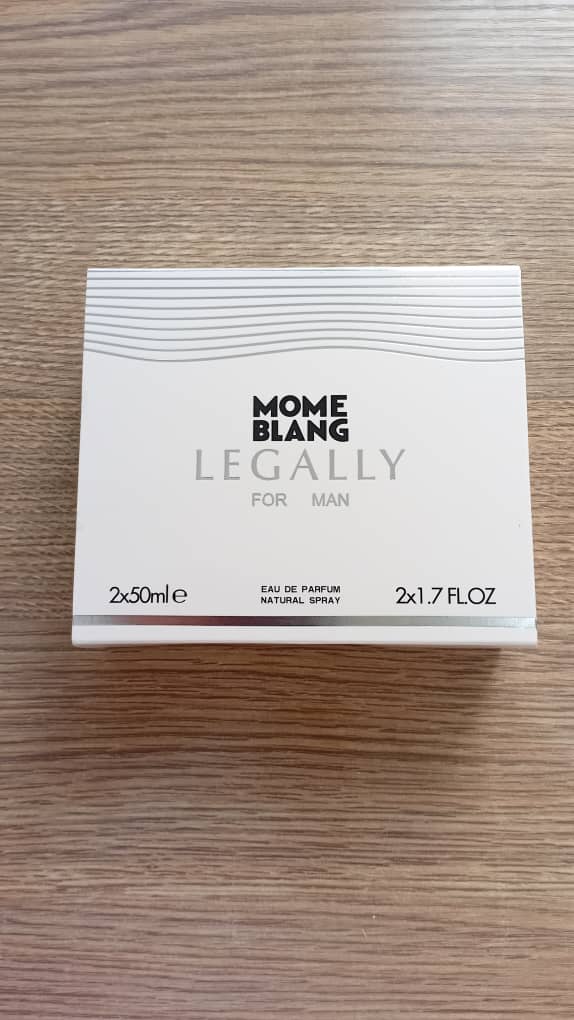 MOME
BLANG
LEGALLY
FOR MAN
2x50ml e
EAU DE PARFUM
NATURAL SPRAY
2x1.7 FL.OZ